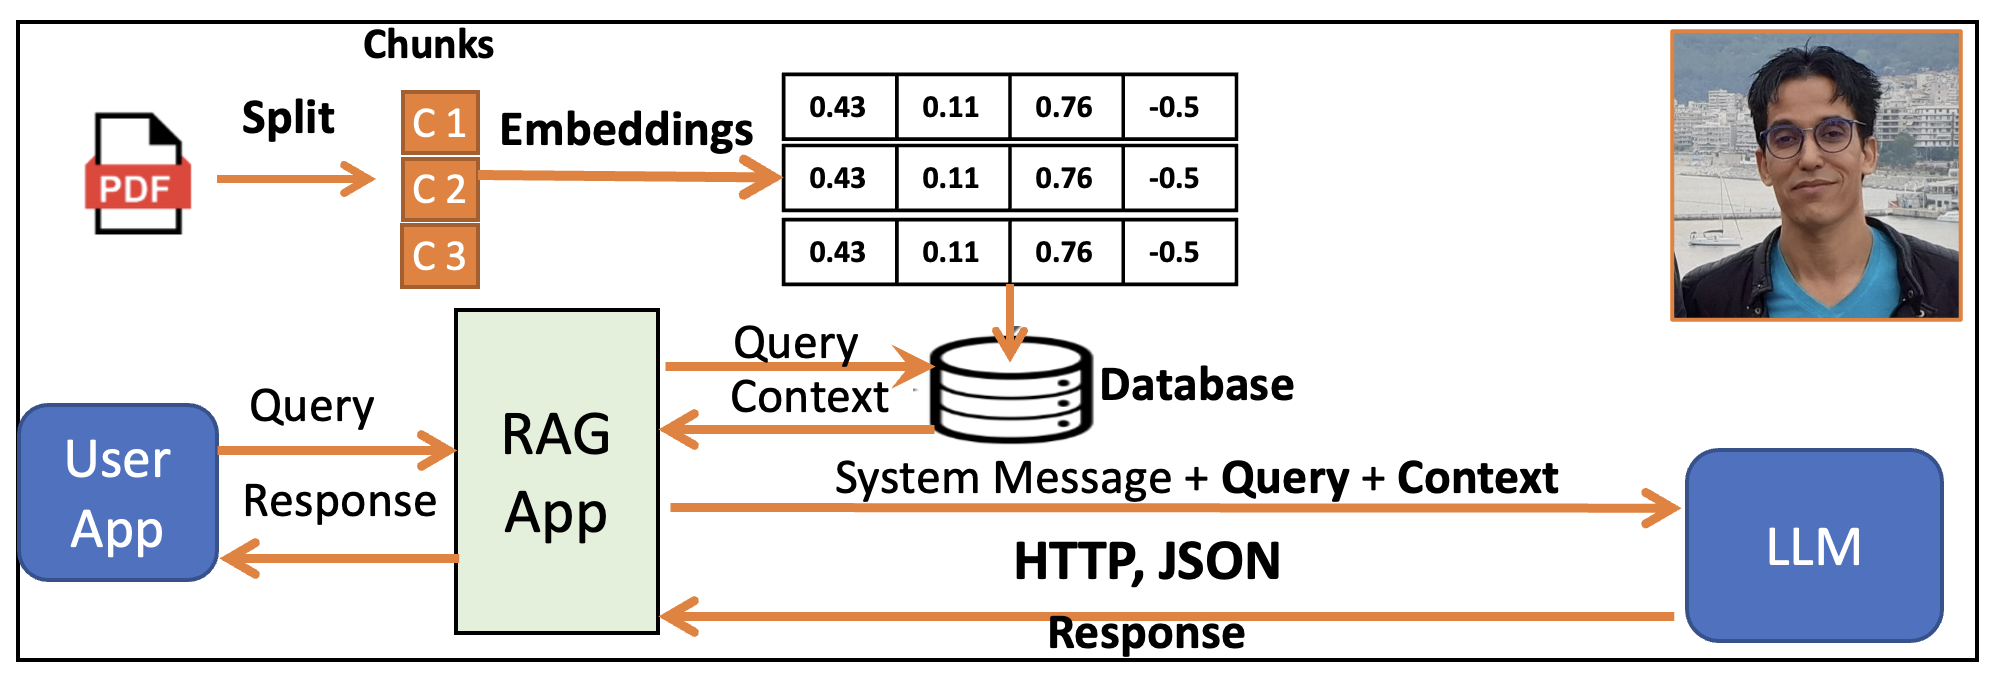 Chunks
Split
PDF
C 1
C 2
C 3
Embeddings
0.43 0.11 0.76 -0.5
0.43 0.11 0.76 -0.5
0.43 0.11 0.76 -0.5
Query
Context
Database
Query
Response
User
App
RAG
App
System Message + Query + Context
HTTP, JSON
Response
LLM